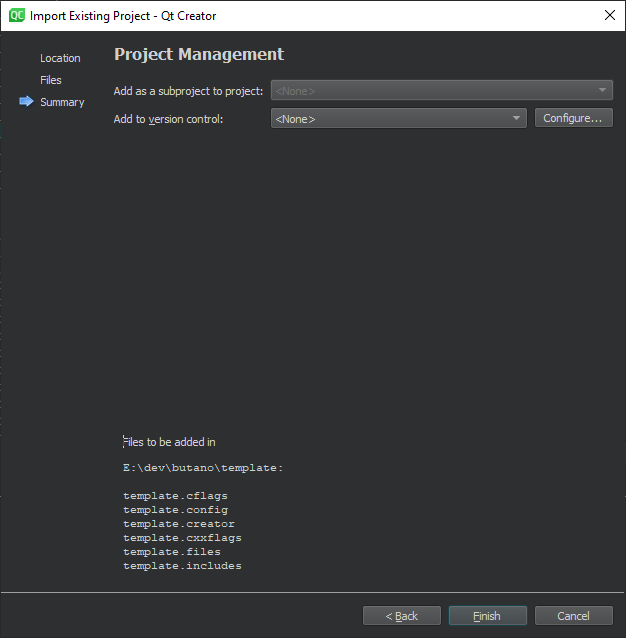 QC Import Existing Project - Qt Creator
Location
Files
Summary
Project Management
Add as a subproject to project: <None>
Add to version control: <None> Configure...
Files to be added in
E:\dev\butano\template:
template.cflags
template.config
template.creator
template.cxxflags
template.files
template.includes
< Back Finish Cancel